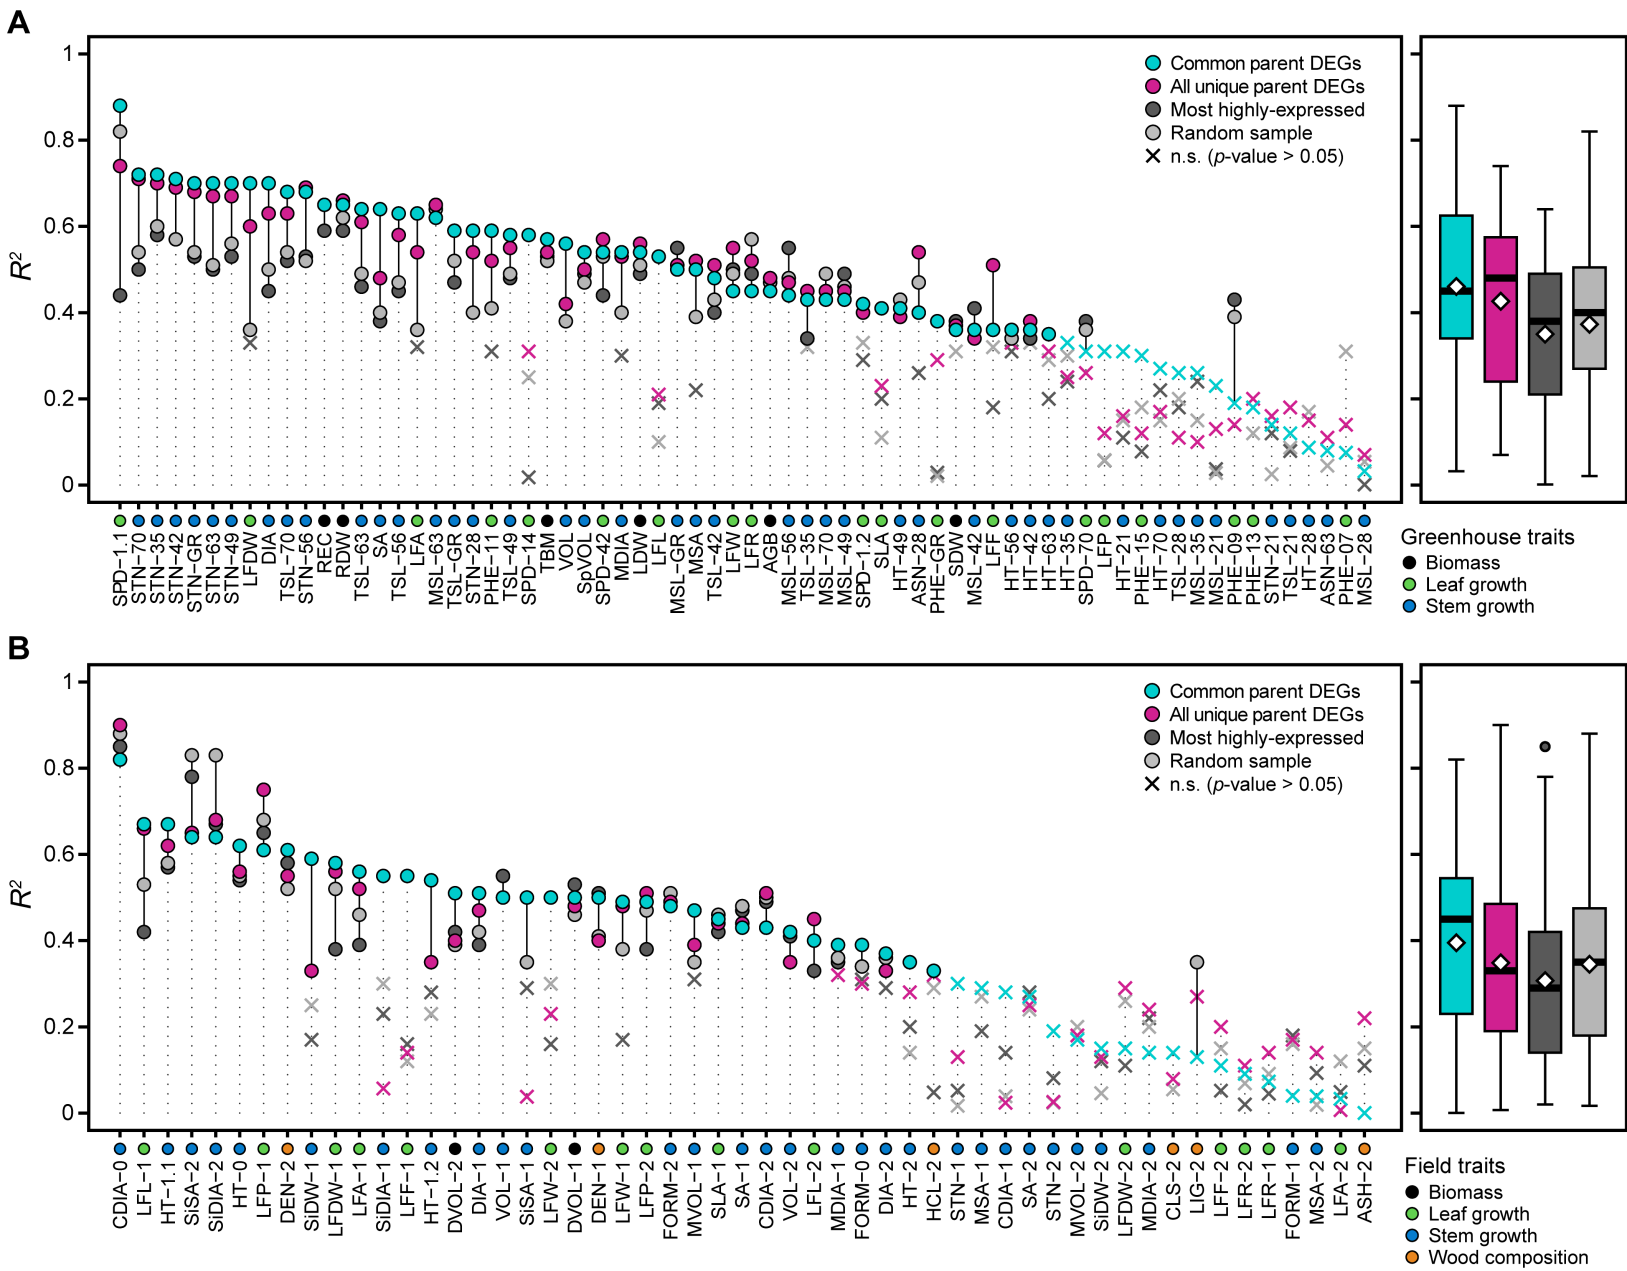 A
1
0.8
0.6
0.4
0.2
0
R²
Common parent DEGs
All unique parent DEGs
Most highly-expressed
Random sample
n.s. (p-value > 0.05)
SPD-1.1
STN-70
STN-35
STN-42
STN-GR
STN-63
STN-49
LFDW
DIA
TSL-70
STN-56
REC
RDW
TSL-63
SA
TSL-56
LFA
MSL-63
TSL-GR
STN-28
PHE-11
TSL-49
SPD-14
TBM
VOL
SpVOL
SPD-42
MDIA
LDW
LFL
MSL-GR
MSA
TSL-42
LFW
LFR
AGB
MSL-56
TSL-35
MSL-70
MSL-49
SPD-1.2
SLA
HT-49
ASN-28
PHE-GR
SDW
MSL-42
LFF
HT-56
HT-42
HT-63
HT-35
SPD-70
LFP
HT-21
PHE-15
HT-70
TSL-28
MSL-35
MSL-21
PHE-09
PHE-13
STN-21
TSL-21
HT-28
ASN-63
PHE-07
MSL-28
Greenhouse traits
Biomass
Leaf growth
Stem growth
B
1
0.8
0.6
0.4
0.2
0
R²
Common parent DEGs
All unique parent DEGs
Most highly-expressed
Random sample
n.s. (p-value > 0.05)
CDIA-0
LFL-1
HT-1.1
SiSA-2
SiDIA-2
HT-0
LFP-1
DEN-2
SiDW-1
LFDW-1
LFA-1
SiDIA-1
LFF-1
HT-1.2
DVOL-2
DIA-1
VOL-1
SiSA-1
LFW-2
DVOL-1
DEN-1
LFW-1
LFP-2
FORM-2
MVOL-1
SLA-1
SA-1
CDIA-2
VOL-2
LFL-2
MDIA-1
FORM-0
DIA-2
HT-2
HCL-2
STN-1
MSA-1
CDIA-1
SA-2
STN-2
MVOL-2
SiDW-2
LFDW-2
MDIA-2
CLS-2
LIG-2
LFF-2
LFR-2
LFR-1
FORM-1
MSA-2
LFA-2
ASH-2
Field traits
Biomass
Leaf growth
Stem growth
Wood composition